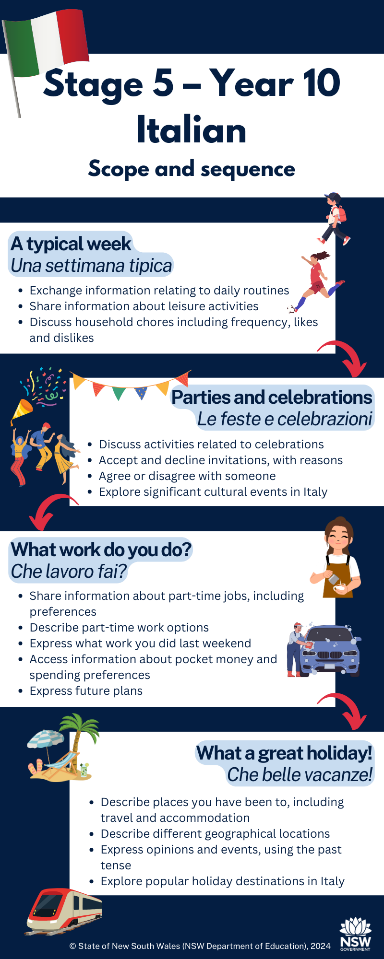 Stage 5 – Year 10
Italian
Scope and sequence
A typical week
Una settimana tipica
• Exchange information relating to daily routines
• Share information about leisure activities
• Discuss household chores including frequency, likes
and dislikes
Parties and celebrations
Le feste e celebrazioni
• Discuss activities related to celebrations
• Accept and decline invitations, with reasons
• Agree or disagree with someone
• Explore significant cultural events in Italy
What work do you do?
Che lavoro fai?
• Share information about part-time jobs, including
preferences
• Describe part-time work options
• Express what work you did last weekend
• Access information about pocket money and
spending preferences
• Express future plans
What a great holiday!
Che belle vacanze!
• Describe places you have been to, including
travel and accommodation
• Describe different geographical locations
• Express opinions and events, using the past
tense
• Explore popular holiday destinations in Italy
© State of New South Wales (NSW Department of Education), 2024
NSW
GOVERNMENT